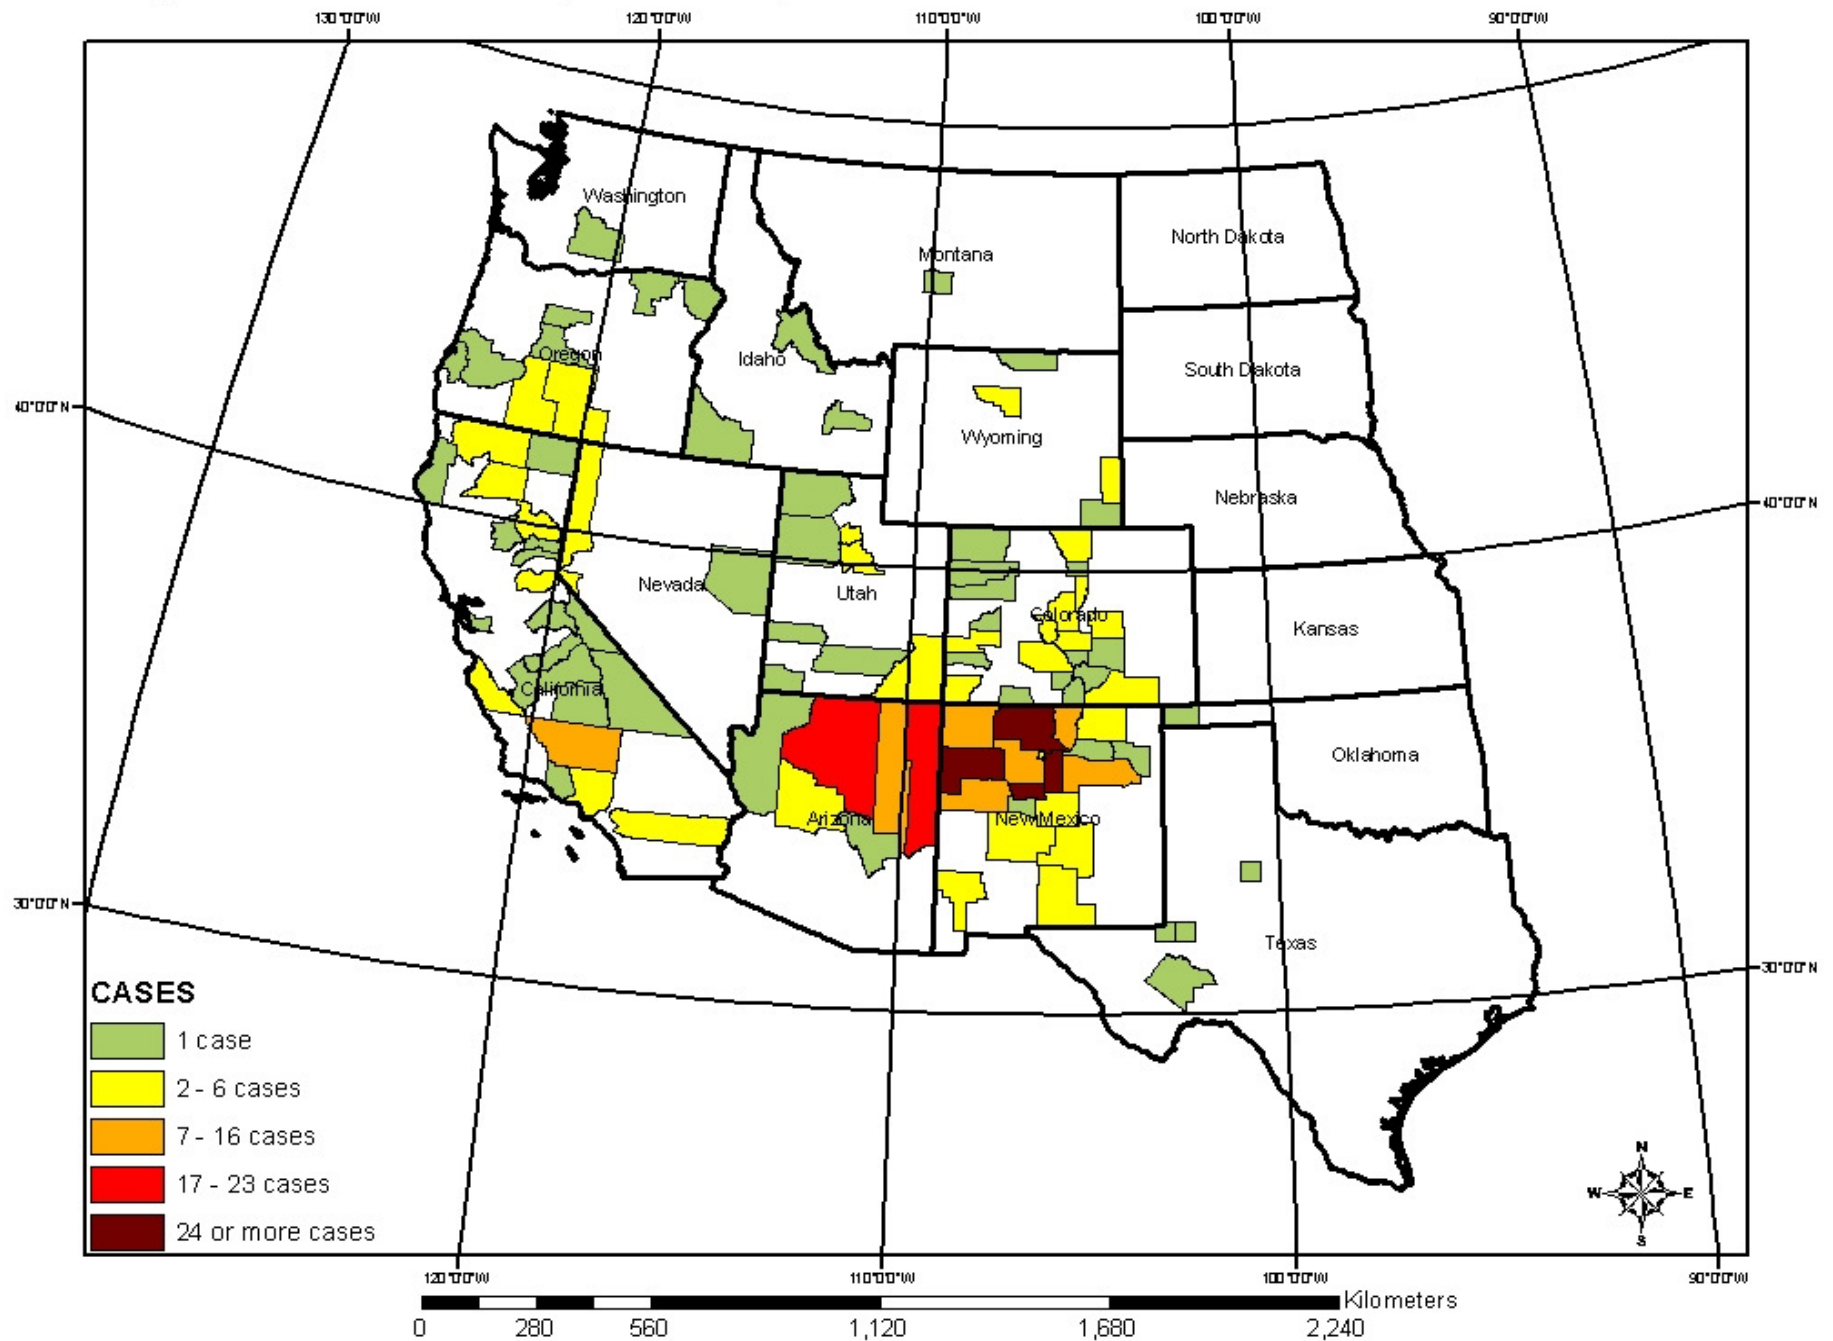 130°0'0"W 120°0'0"W 110°0'0"W 100°0'0"W 90°0'0"W
Washington
North Dakota
Montana
Oregon
Idaho
South Dakota
40°0'0"N
Wyoming
Nebraska
40°0'0"N
Nevada
Utah
Colorado
Kansas
California
Oklahoma
Arizona
New Mexico
30°0'0"N
Texas
30°0'0"N
CASES
1 case
2 - 6 cases
7 - 16 cases
17 - 23 cases
24 or more cases
N
W E
S
120°0'0"W 110°0'0"W 100°0'0"W 90°0'0"W
Kilometers
0 280 560 1,120 1,680 2,240